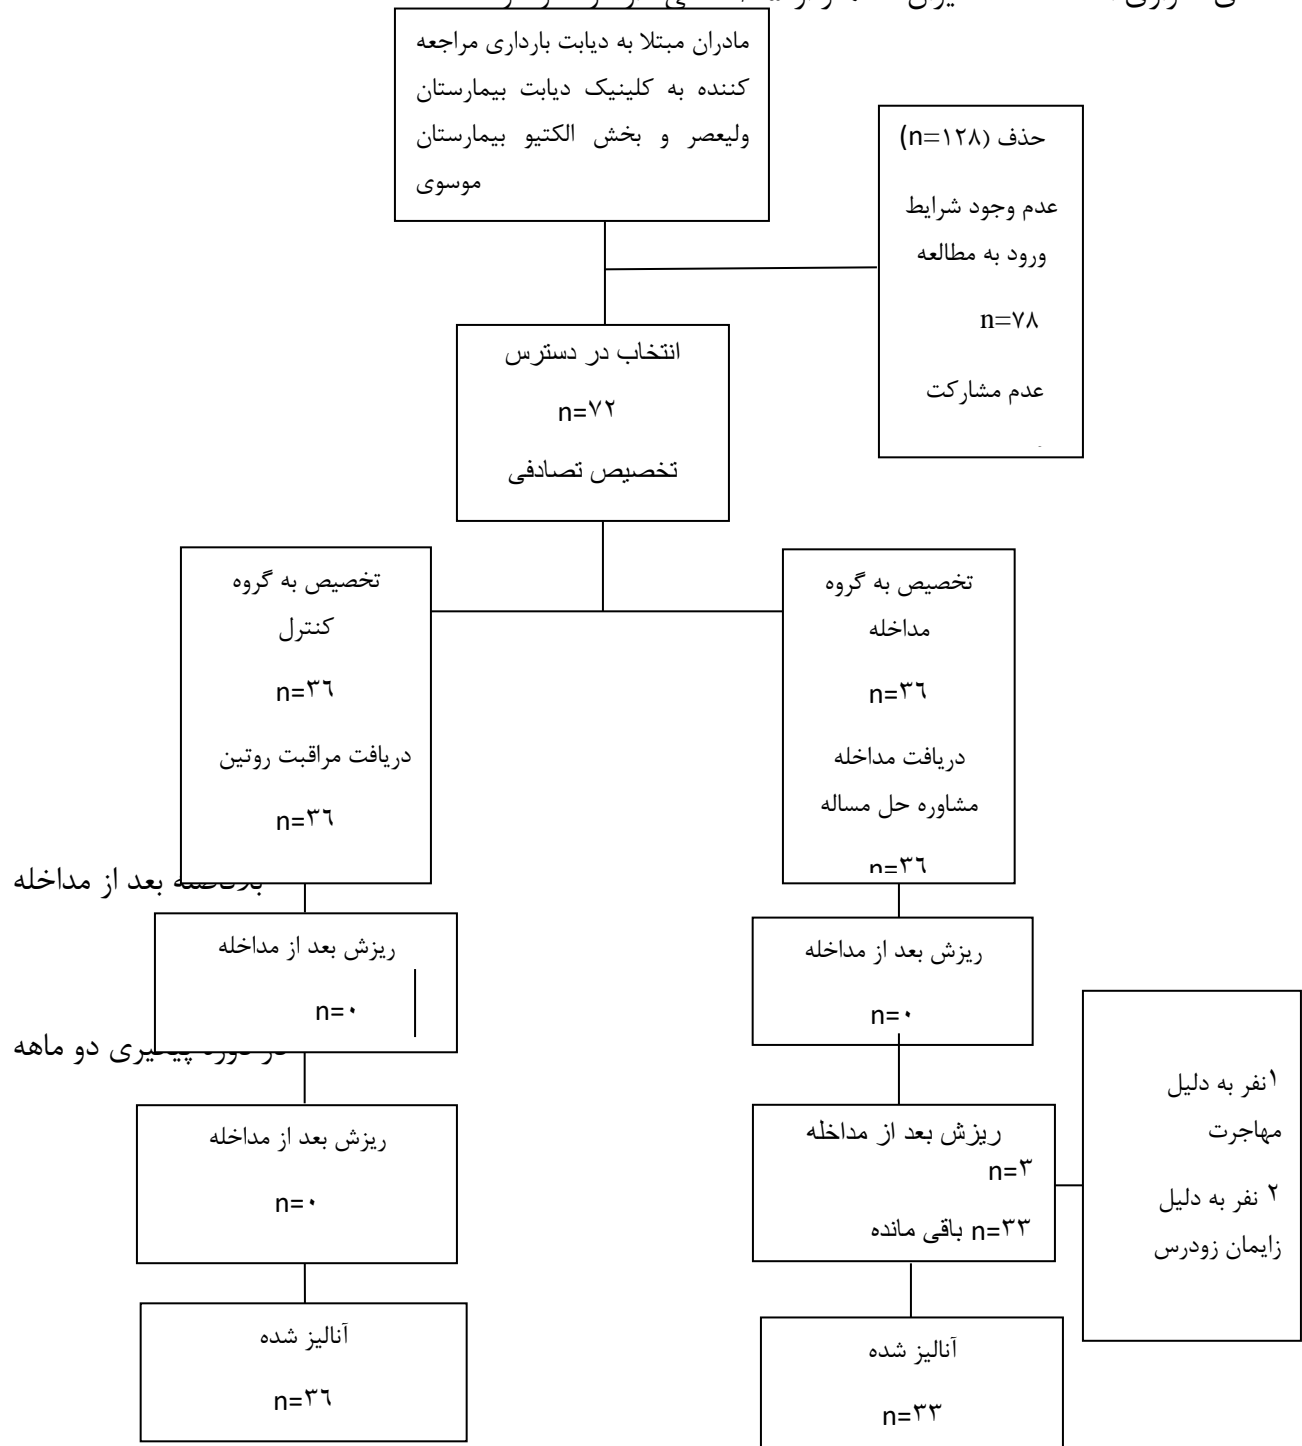 مادران مبتلا به دیابت بارداری مراجعه
کننده به کلینیک دیابت بیمارستان
ولیعصر و بخش الکتیو بیمارستان
موسوی
حذف (n=۱۲۸)
عدم وجود شرایط
ورود به مطالعه
n=۷۸
عدم مشارکت
انتخاب در دسترس
n=۷۲
تخصیص تصادفی
تخصیص به گروه
مداخله
n=۳٦
دریافت مداخله
مشاوره حل مساله
n=۳٦
تخصیص به گروه
کنترل
n=۳٦
دریافت مراقبت روتین
n=۳٦
بعد از مداخله
ریزش بعد از مداخله
n=۰
ریزش بعد از مداخله
n=۰
پیگیری دو ماهه
ریزش بعد از مداخله
n=۳
n=۳۳ باقی مانده
۱نفر به دلیل
مهاجرت
۲ نفر به دلیل
زایمان زودرس
ریزش بعد از مداخله
n=۰
آنالیز شده
n=۳۳
آنالیز شده
n=۳٦